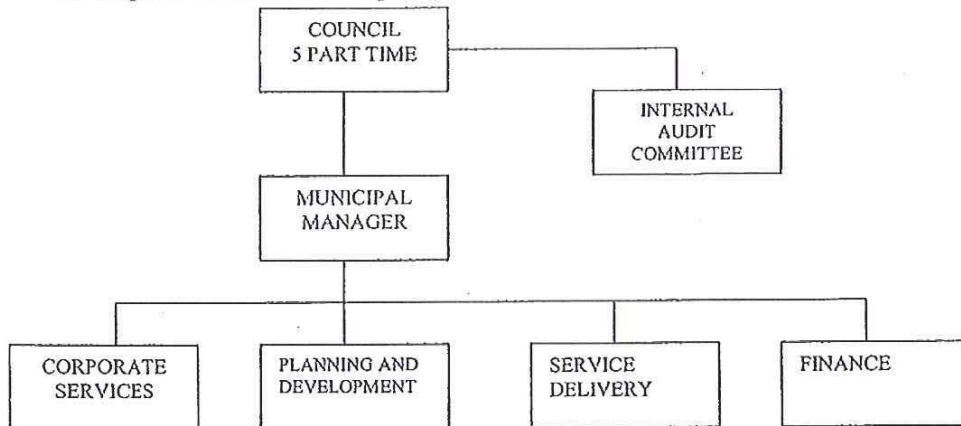 COUNCIL
5 PART TIME
INTERNAL
AUDIT
COMMITTEE
MUNICIPAL
MANAGER
CORPORATE
SERVICES
PLANNING AND
DEVELOPMENT
SERVICE
DELIVERY
FINANCE